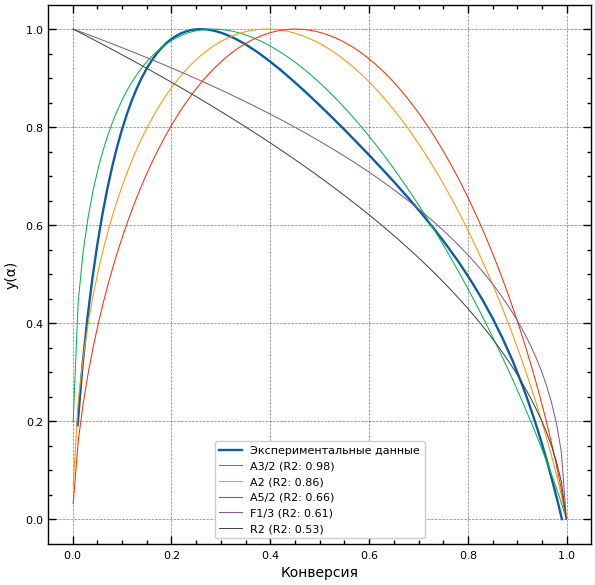 1.0
0.8
0.6
0.4
0.2
0.0
y(α)
Экспериментальные данные
A3/2 (R2: 0.98)
A2 (R2: 0.86)
A5/2 (R2: 0.66)
F1/3 (R2: 0.61)
R2 (R2: 0.53)
0.0 0.2 0.4 0.6 0.8 1.0
Конверсия